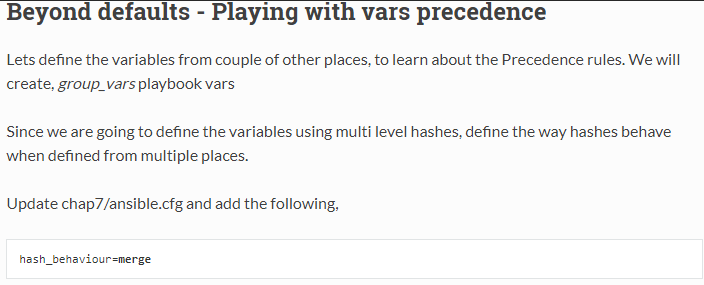 Beyond defaults - Playing with vars precedence
Lets define the variables from couple of other places, to learn about the Precedence rules. We will
create, group_vars playbook vars
Since we are going to define the variables using multi level hashes, define the way hashes behave
when defined from multiple places.
Update chap7/ansible.cfg and add the following,
hash_behaviour=merge